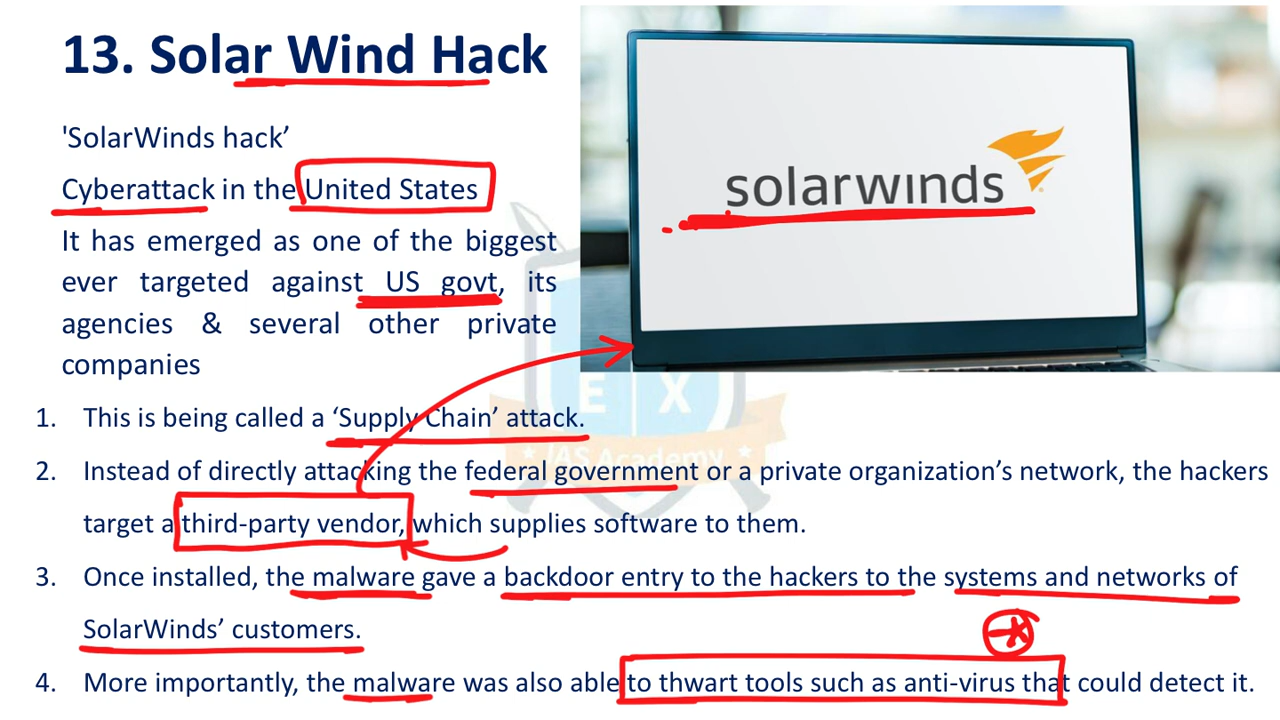 13. Solar Wind Hack
'SolarWinds hack’
Cyberattack in the United States
It has emerged as one of the biggest
ever targeted against US govt, its
agencies & several other private
companies
solarwinds
1. This is being called a ‘Supply Chain’ attack.
2. Instead of directly attacking the federal government or a private organization’s network, the hackers
target a third-party vendor, which supplies software to them.
3. Once installed, the malware gave a backdoor entry to the hackers to the systems and networks of
SolarWinds’ customers.
4. More importantly, the malware was also able to thwart tools such as anti-virus that could detect it.
E X
IAS Academy